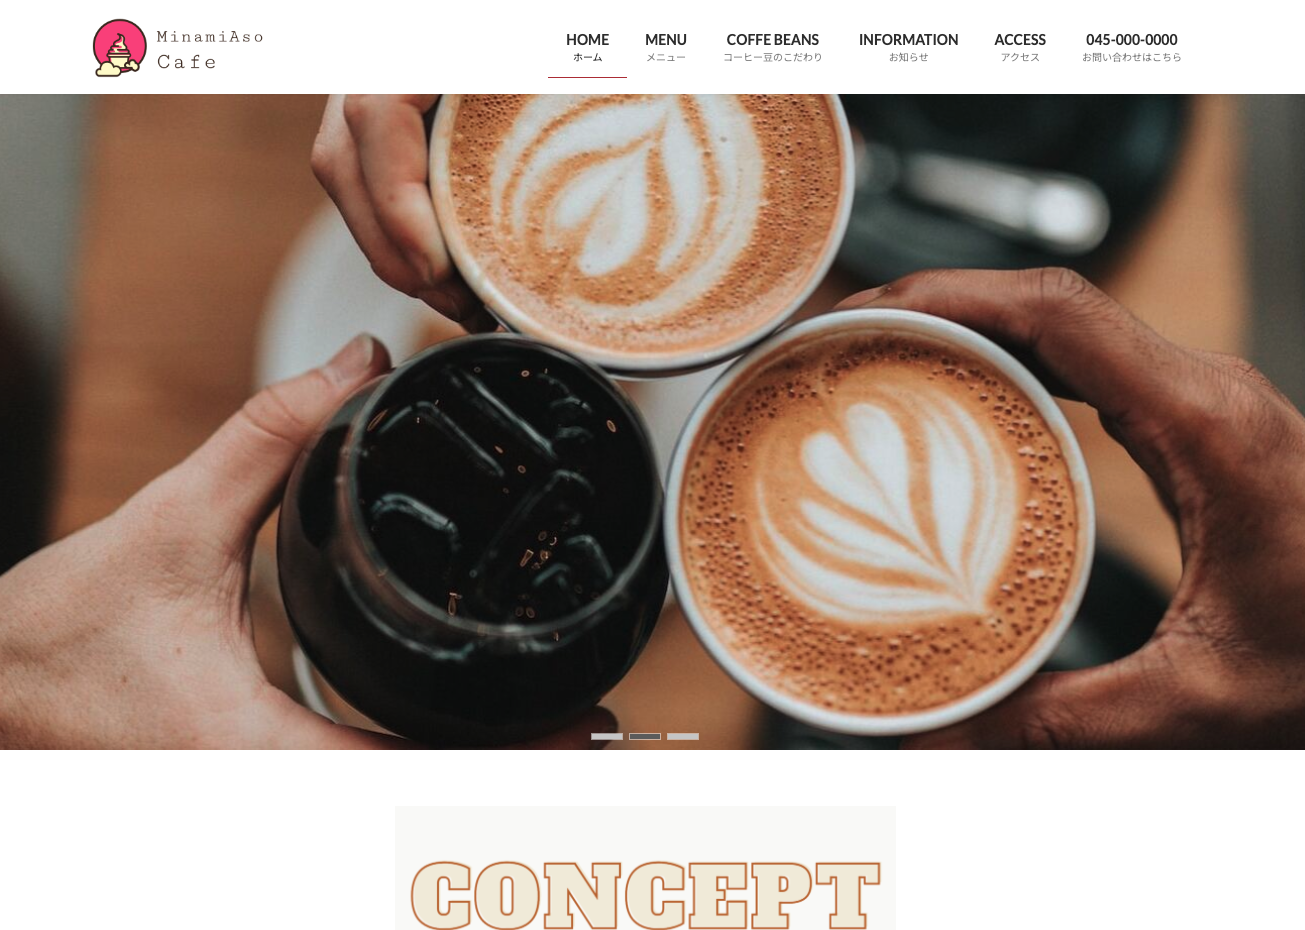 MinamiAso
Cafe
HOME
ホーム
MENU
メニュー
COFFE BEANS
コーヒー豆のこだわり
INFORMATION
お知らせ
ACCESS
アクセス
045-000-0000
お問い合わせはこちら
CONCEPT